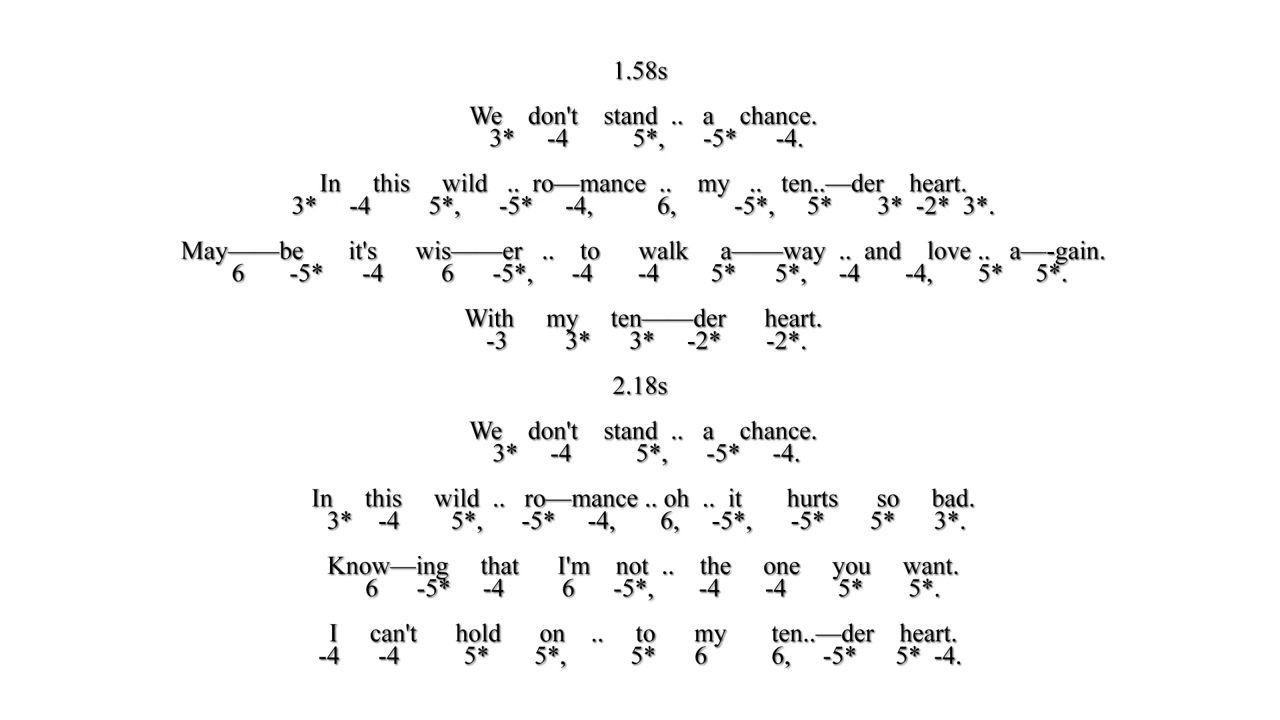 1.58s
We don't stand .. a chance.
3* -4 5*, -5* -4.
In this wild .. ro—mance .. my .. ten..—der heart.
3* -4 5*, -5* -4, 6, -5*, 5* 3* -2* 3*.
May——be it's wis——er .. to walk a——way .. and love .. a—-gain.
6 -5* -4 6 -5*, -4 -4 5* 5*, -4 -4, 5* 5*.
With my ten——der heart.
-3 3* 3* -2* -2*.
2.18s
We don't stand .. a chance.
3* -4 5*, -5* -4.
In this wild .. ro—mance .. oh .. it hurts so bad.
3* -4 5*, -5* -4, 6, -5*, -5* 5* 3*.
Know—ing that I'm not .. the one you want.
6 -5* -4 6 -5*, -4 -4 5* 5*.
I can't hold on .. to my ten..—der heart.
-4 -4 5* 5*, 5* 6 6, -5* 5* -4.